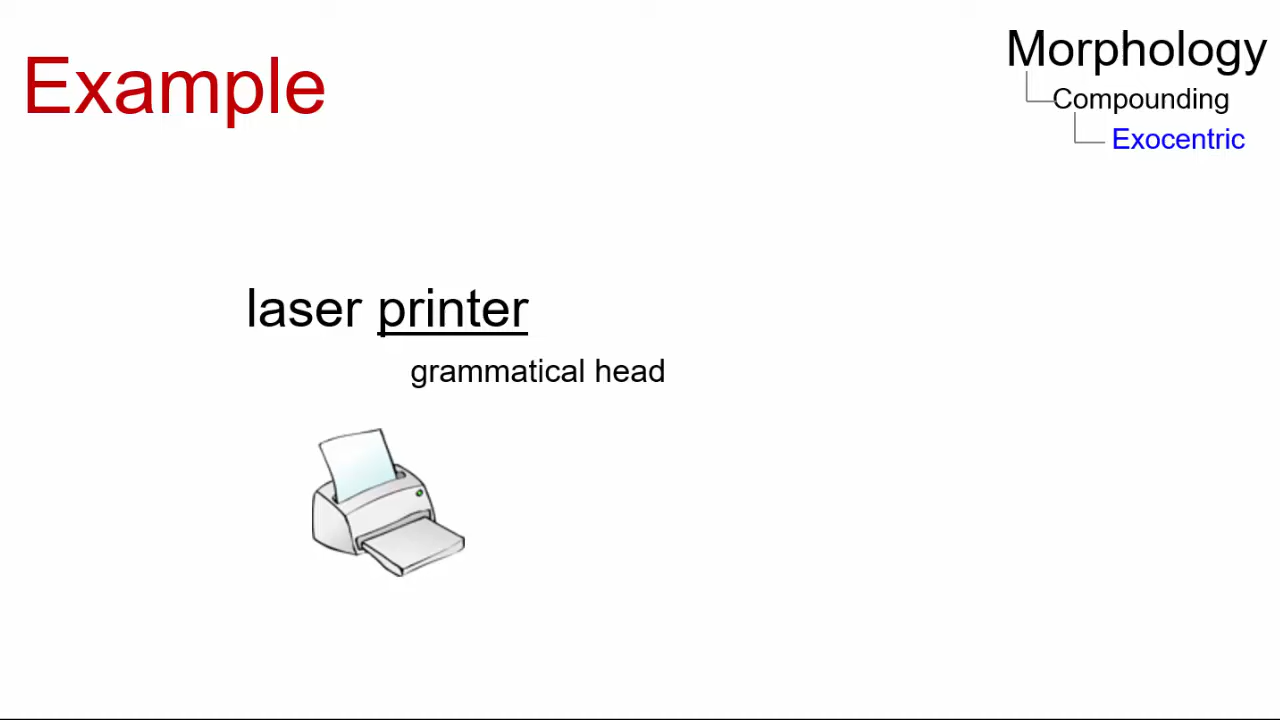 Example
Morphology
Compounding
Exocentric
laser printer
grammatical head